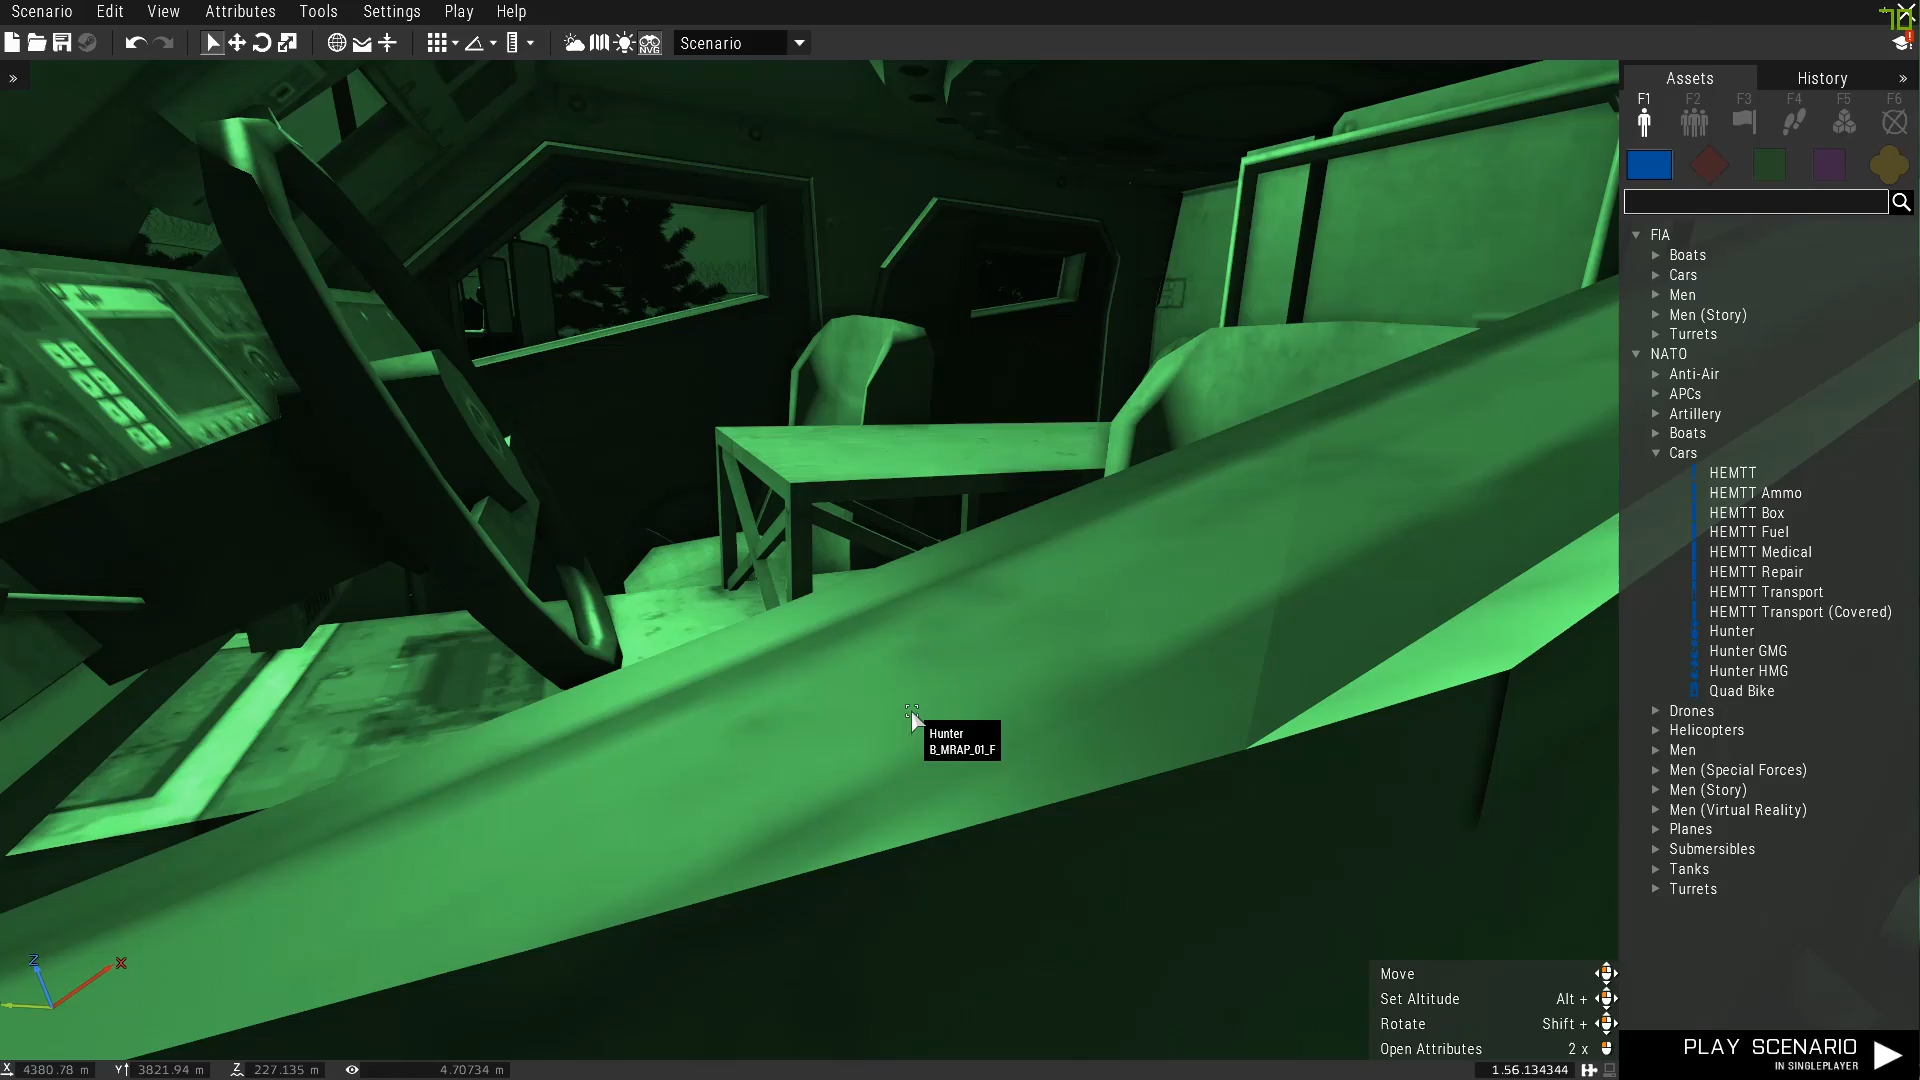 Scenario Edit View Attributes Tools Settings Play Help
70
NVG Scenario
Assets History
F1 F2 F3 F4 F5 F6
FIA
Boats
Cars
Men
Men (Story)
Turrets
NATO
Anti-Air
APCs
Artillery
Boats
Cars
HEMTT
HEMTT Ammo
HEMTT Box
HEMTT Fuel
HEMTT Medical
HEMTT Repair
HEMTT Transport
HEMTT Transport (Covered)
Hunter
Hunter GMG
Hunter HMG
Quad Bike
Drones
Helicopters
Men
Men (Special Forces)
Men (Story)
Men (Virtual Reality)
Planes
Submersibles
Tanks
Turrets
Hunter
B_MRAP_01_F
Z X
Move
Set Altitude Alt +
Rotate Shift +
Open Attributes 2 x
PLAY SCENARIO
IN SINGLEPLAYER
X 4380.78 m Y 3821.94 m Z 227.135 m 4.70734 m 1.56.134344